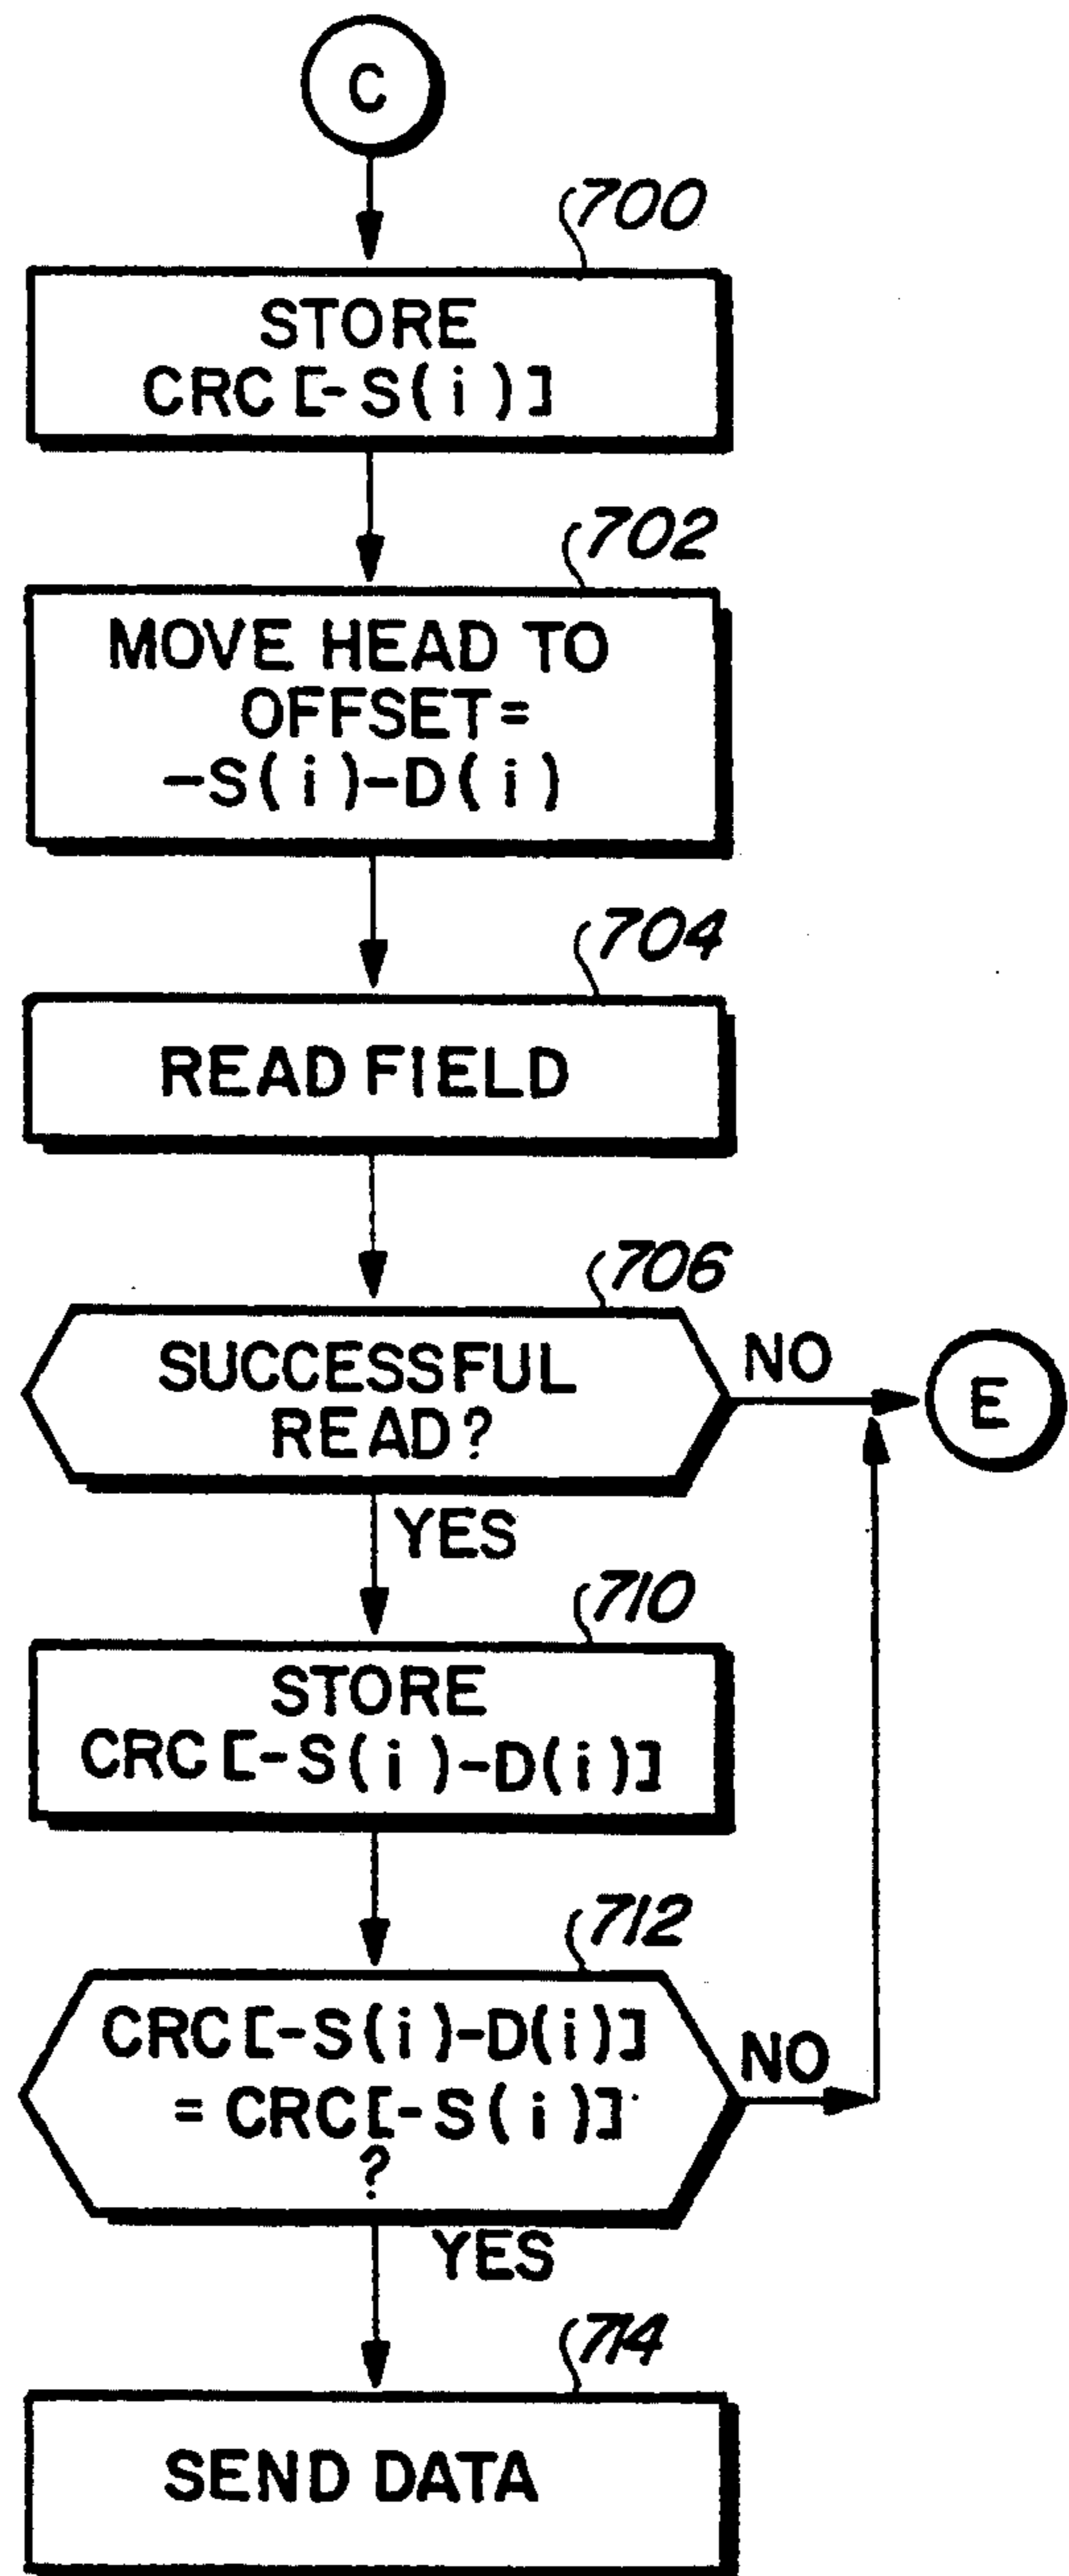 C
700
STORE
CRC[-S(i)]
702
MOVE HEAD TO
OFFSET=
-S(i)-D(i)
704
READ FIELD
706
SUCCESSFUL
READ?
NO
E
YES
710
STORE
CRC[-S(i)-D(i)]
712
CRC[-S(i)-D(i)]
= CRC[-S(i)]
?
NO
YES
714
SEND DATA